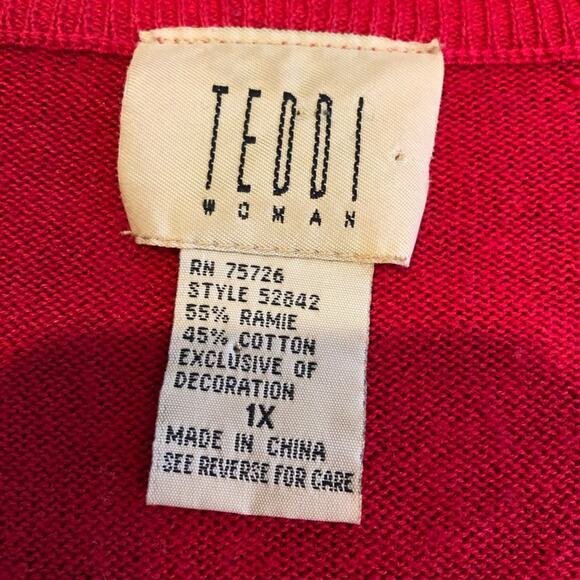 TEDDI
WOMAN
RN 75726
STYLE 52842
55% RAMIE
45% COTTON
EXCLUSIVE OF
DECORATION
1X
MADE IN CHINA
SEE REVERSE FOR CARE